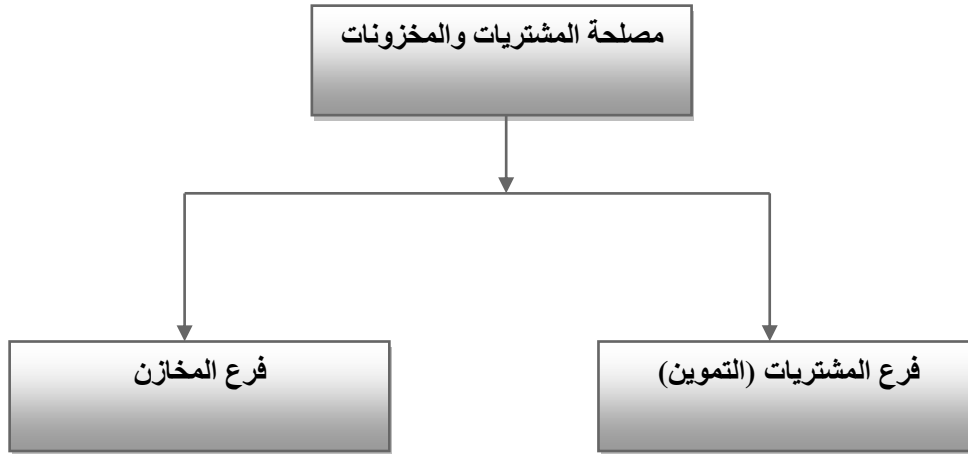 مصلحة المشتريات والمخزونات
فرع المشتريات (التموين)
فرع المخازن